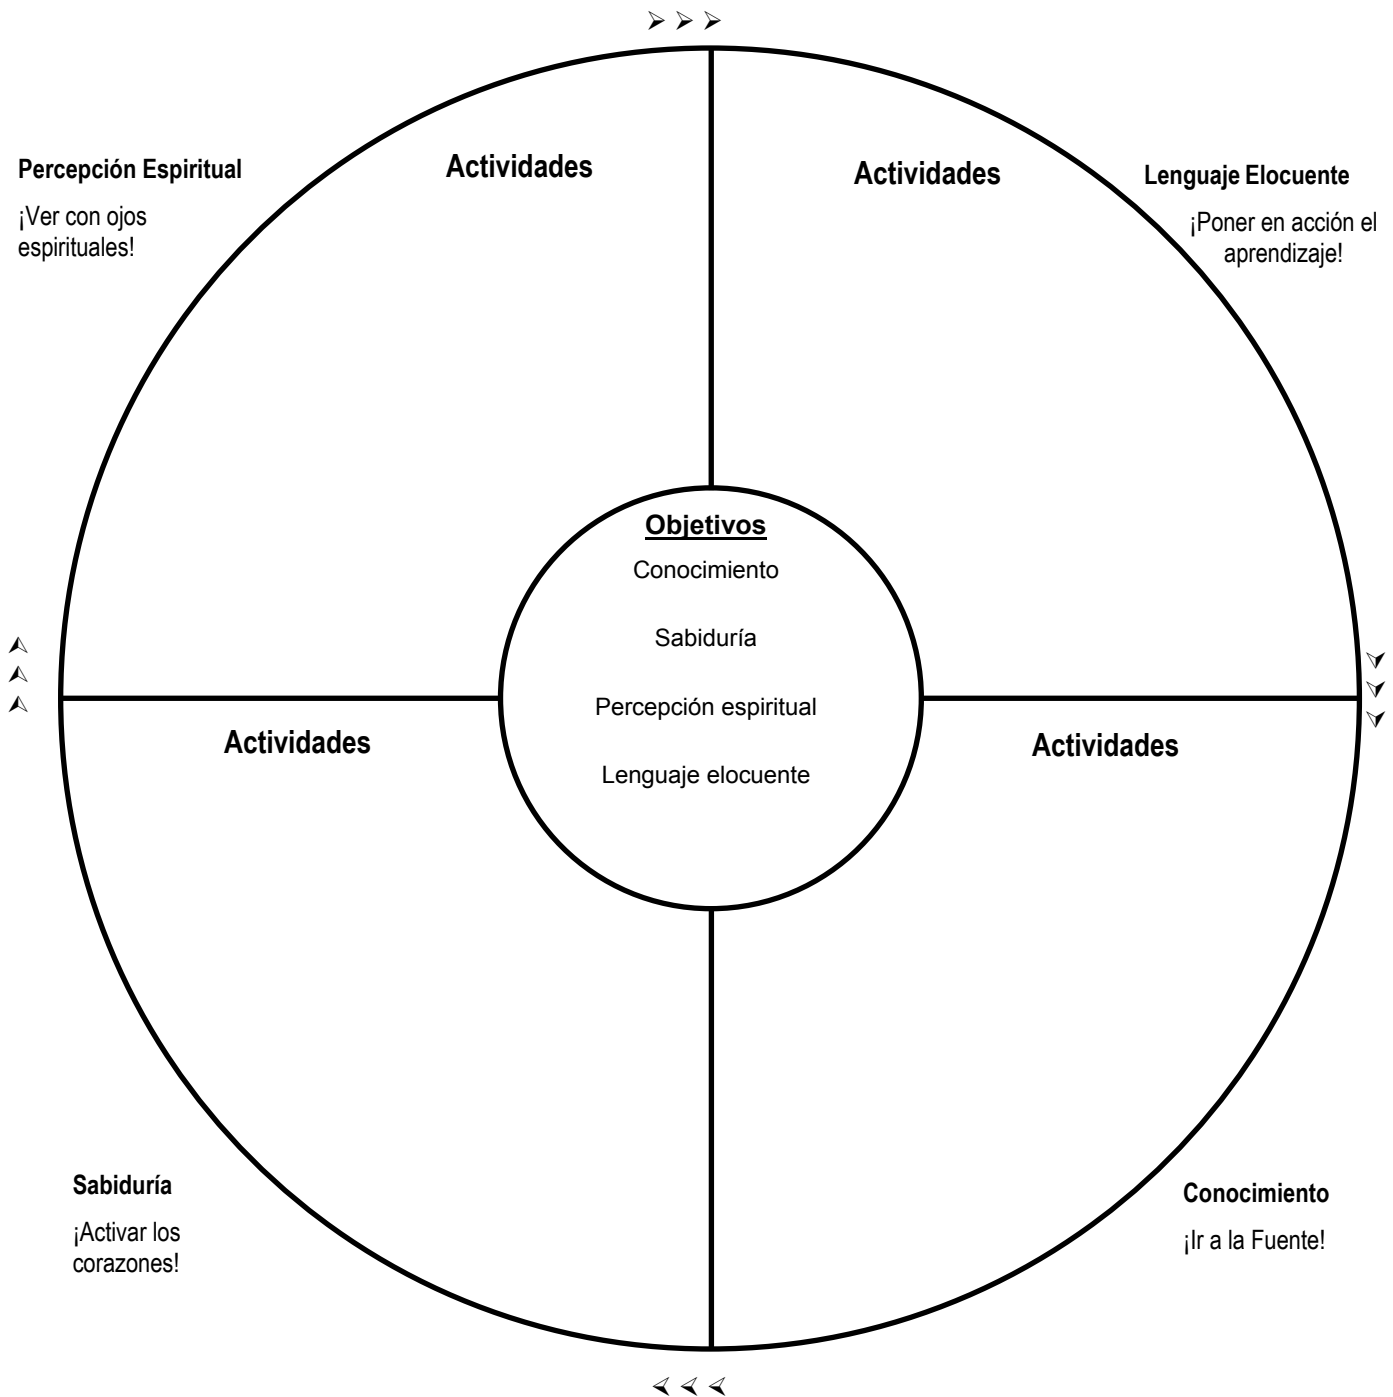 Percepción Espiritual
¡Ver con ojos
espirituales!
Actividades
Actividades
Lenguaje Elocuente
¡Poner en acción el
aprendizaje!
Objetivos
Conocimiento
Sabiduría
Percepción espiritual
Lenguaje elocuente
Actividades
Actividades
Sabiduría
¡Activar los
corazones!
Conocimiento
¡Ir a la Fuente!